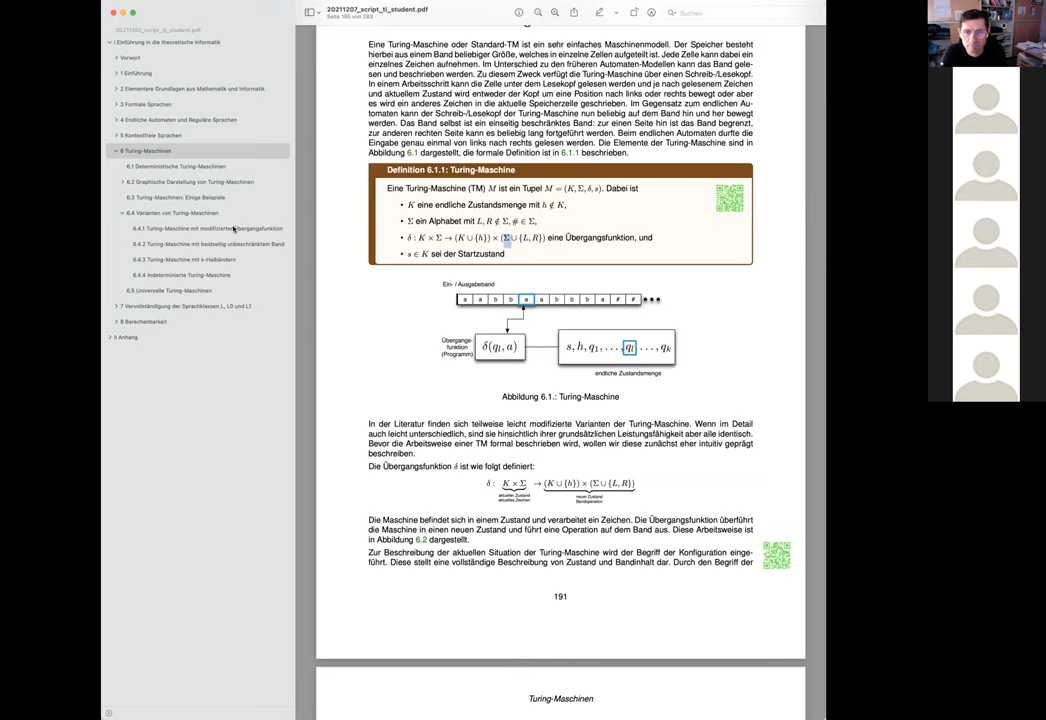 20211207_script_ti_student.pdf
I Einführung in die theoretische Informatik
Vorwort
1 Einführung
2 Elementare Grundlagen aus Mathematik und Informatik
3 Formale Sprachen
4 Endliche Automaten und Reguläre Sprachen
5 Kontextfreie Sprachen
6 Turing-Maschinen
6.1 Deterministische Turing-Maschinen
6.2 Graphische Darstellung von Turing-Maschinen
6.3 Turing-Maschinen: Einige Beispiele
6.4 Varianten von Turing-Maschinen
6.4.1 Turing-Maschine mit modifizierter Übergangsfunktion
6.4.2 Turing-Maschine mit beidseitig unbeschränktem Band
6.4.3 Turing-Maschine mit k-Halbbändern
6.4.4 Indeterminierte Turing-Maschine
6.5 Universelle Turing-Maschinen
7 Vervollständigung der Sprachklassen L, L0 und L1
8 Berechenbarkeit
II Anhang
20211207_script_ti_student.pdf
Seite 195 von 283
Suchen
Eine Turing-Maschine oder Standard-TM ist ein sehr einfaches Maschinenmodell. Der Speicher besteht
hierbei aus einem Band beliebiger Größe, welches in einzelne Zellen aufgeteilt ist. Jede Zelle kann dabei ein
einzelnes Zeichen aufnehmen. Im Unterschied zu den früheren Automaten-Modellen kann das Band gele-
sen und beschrieben werden. Zu diesem Zweck verfügt die Turing-Maschine über einen Schreib-/Lesekopf.
In einem Arbeitsschritt kann die Zelle unter dem Lesekopf gelesen werden und je nach gelesenem Zeichen
und aktuellem Zustand wird entweder der Kopf um eine Position nach links oder rechts bewegt oder aber
es wird ein anderes Zeichen in die aktuelle Speicherzelle geschrieben. Im Gegensatz zum endlichen Au-
tomaten kann der Schreib-/Lesekopf der Turing-Maschine nun beliebig auf dem Band hin und her bewegt
werden. Das Band selbst ist ein einseitig beschränktes Band: zur einen Seite hin ist das Band begrenzt,
zur anderen rechten Seite kann es beliebig lang fortgeführt werden. Beim endlichen Automaten durfte die
Eingabe genau einmal von links nach rechts gelesen werden. Die Elemente der Turing-Maschine sind in
Abbildung 6.1 dargestellt, die formale Definition ist in 6.1.1 beschrieben.
Definition 6.1.1: Turing-Maschine
Eine Turing-Maschine (TM) M ist ein Tupel M = (K, Σ, δ, s). Dabei ist
• K eine endliche Zustandsmenge mit h ∉ K,
• Σ ein Alphabet mit L, R ∉ Σ, # ∈ Σ,
• δ : K × Σ → (K ∪ {h}) × (Σ ∪ {L, R}) eine Übergangsfunktion, und
• s ∈ K sei der Startzustand
Ein- / Ausgabeband
a a b b a a b b b a # # •••
Übergangs-
funktion
(Programm)
δ(qₗ, a)
s, h, q₁, . . . , qₗ . . . , qₖ
endliche Zustandsmenge
Abbildung 6.1.: Turing-Maschine
In der Literatur finden sich teilweise leicht modifizierte Varianten der Turing-Maschine. Wenn im Detail
auch leicht unterschiedlich, sind sie hinsichtlich ihrer grundsätzlichen Leistungsfähigkeit aber alle identisch.
Bevor die Arbeitsweise einer TM formal beschrieben wird, wollen wir diese zunächst eher intuitiv geprägt
beschreiben.
Die Übergangsfunktion δ ist wie folgt definiert:
δ : K × Σ → (K ∪ {h}) × (Σ ∪ {L, R})
aktueller Zustand neuer Zustand
aktuelles Zeichen Bandoperation
Die Maschine befindet sich in einem Zustand und verarbeitet ein Zeichen. Die Übergangsfunktion überführt
die Maschine in einen neuen Zustand und führt eine Operation auf dem Band aus. Diese Arbeitsweise ist
in Abbildung 6.2 dargestellt.
Zur Beschreibung der aktuellen Situation der Turing-Maschine wird der Begriff der Konfiguration einge-
führt. Diese stellt eine vollständige Beschreibung von Zustand und Bandinhalt dar. Durch den Begriff der
191
Turing-Maschinen